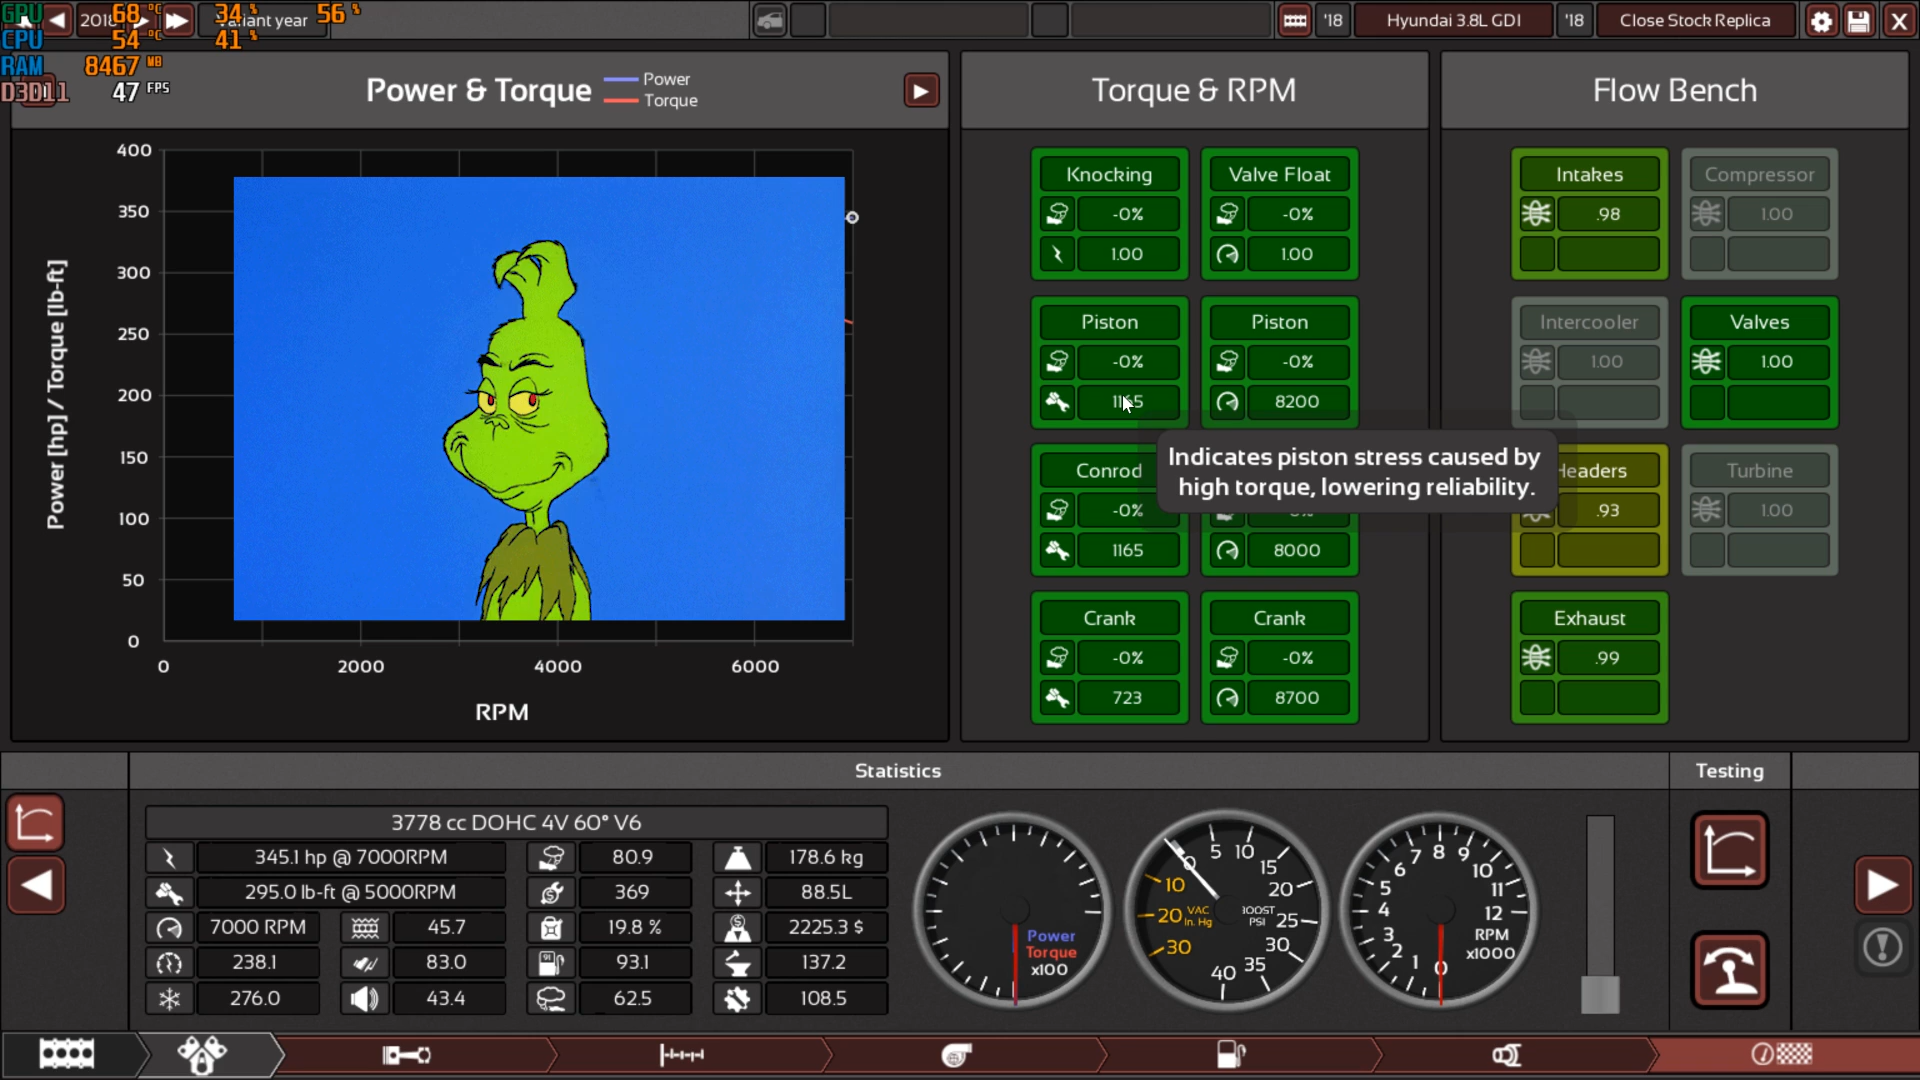 GPU 68 °C 34 % 56 %
CPU 54 °C 41 %
RAM 8467 MB
D3D11 47 FPS
2018
Variant year
'18
Hyundai 3.8L GDI
'18
Close Stock Replica
Power & Torque
Power
Torque
Power [hp] / Torque [lb-ft]
400
350
300
250
200
150
100
50
0
0 2000 4000 6000
RPM
Torque & RPM
Knocking
-0%
1.00
Valve Float
-0%
1.00
Piston
-0%
1165
Piston
-0%
8200
Indicates piston stress caused by
high torque, lowering reliability.
Conrod
-0%
1165
-0%
8000
Crank
-0%
723
Crank
-0%
8700
Flow Bench
Intakes
.98
Compressor
1.00
Intercooler
1.00
Valves
1.00
Headers
.93
Turbine
1.00
Exhaust
.99
Statistics
3778 cc DOHC 4V 60° V6
345.1 hp @ 7000RPM 80.9 178.6 kg
295.0 lb-ft @ 5000RPM 369 88.5L
7000 RPM 45.7 19.8 % 2225.3 $
238.1 83.0 93.1 137.2
276.0 43.4 62.5 108.5
Power
Torque
x100
0 5 10 15 20 25 30 35 40
10 20 30
VAC
In. Hg
BOOST
PSI
0 1 2 3 4 5 6 7 8 9 10 11 12
RPM
x1000
Testing